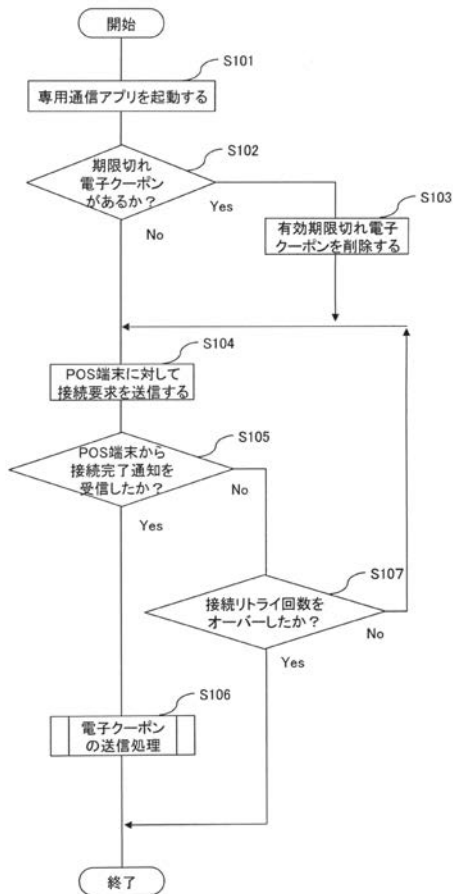 開始
S101
専用通信アプリを起動する
S102
期限切れ
電子クーポン
があるか？
Yes
No
S103
有効期限切れ電子
クーポンを削除する
S104
POS端末に対して
接続要求を送信する
S105
POS端末から
接続完了通知を
受信したか？
No
Yes
S107
接続リトライ回数を
オーバーしたか？
No
Yes
S106
電子クーポン
の送信処理
終了